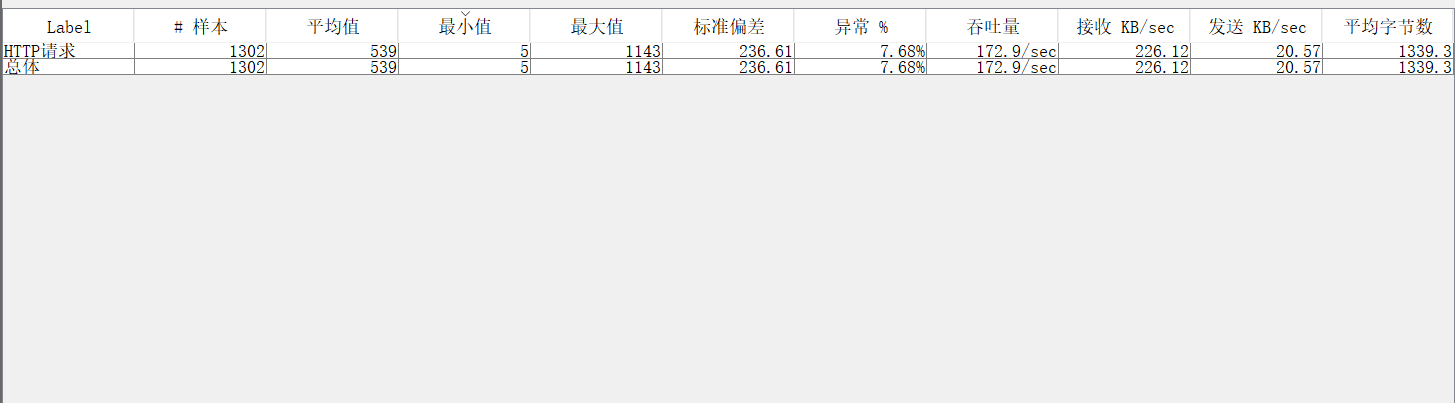 Label # 样本 平均值 最小值 最大值 标准偏差 异常 % 吞吐量 接收 KB/sec 发送 KB/sec 平均字节数
HTTP请求 1302 539 5 1143 236.61 7.68% 172.9/sec 226.12 20.57 1339.3
总体 1302 539 5 1143 236.61 7.68% 172.9/sec 226.12 20.57 1339.3